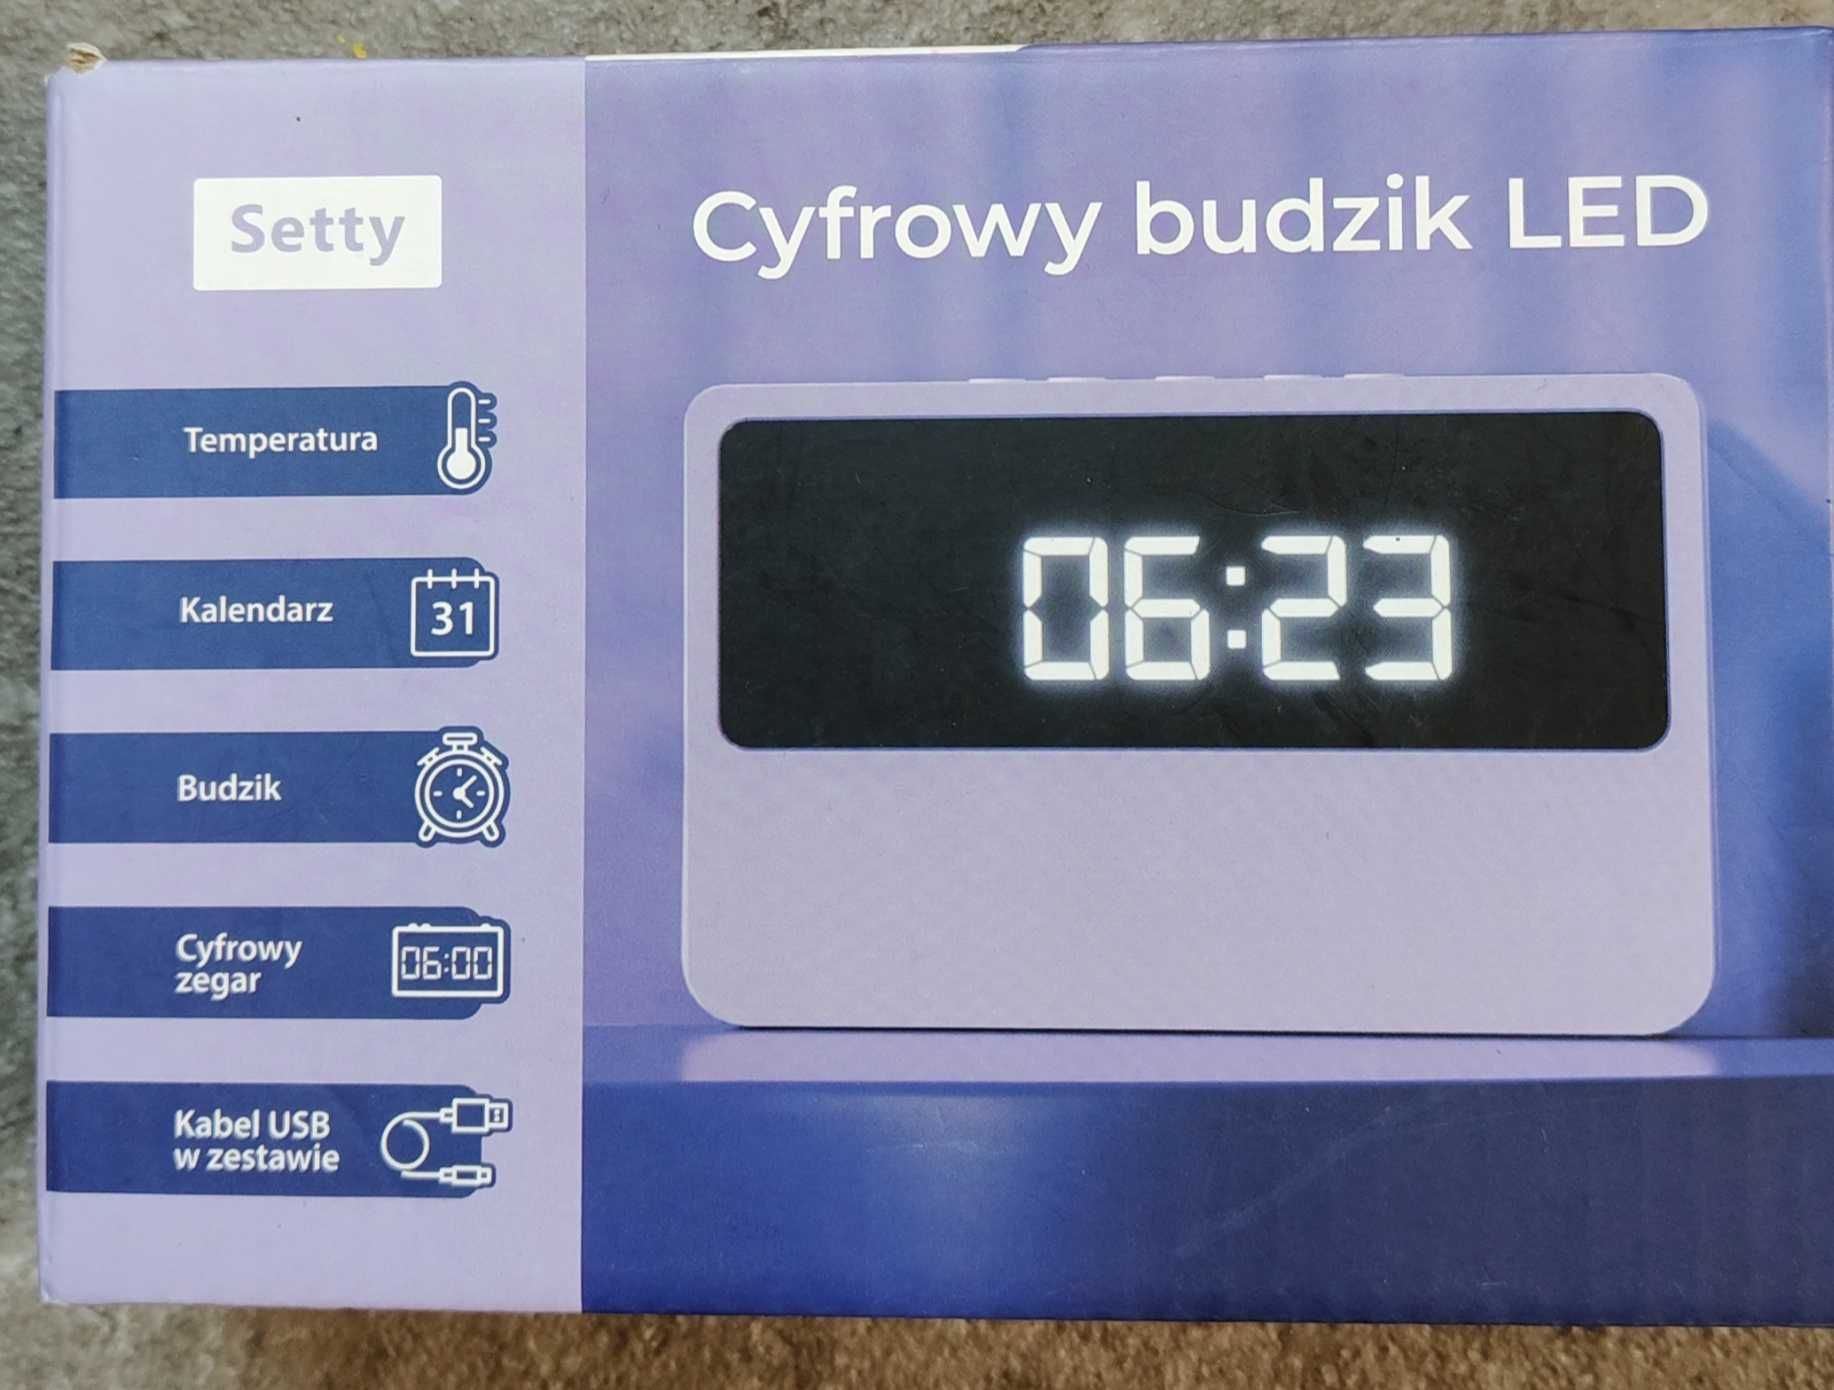 Setty
Cyfrowy budzik LED
Temperatura
Kalendarz
31
Budzik
Cyfrowy
zegar
06:00
Kabel USB
w zestawie
06:23